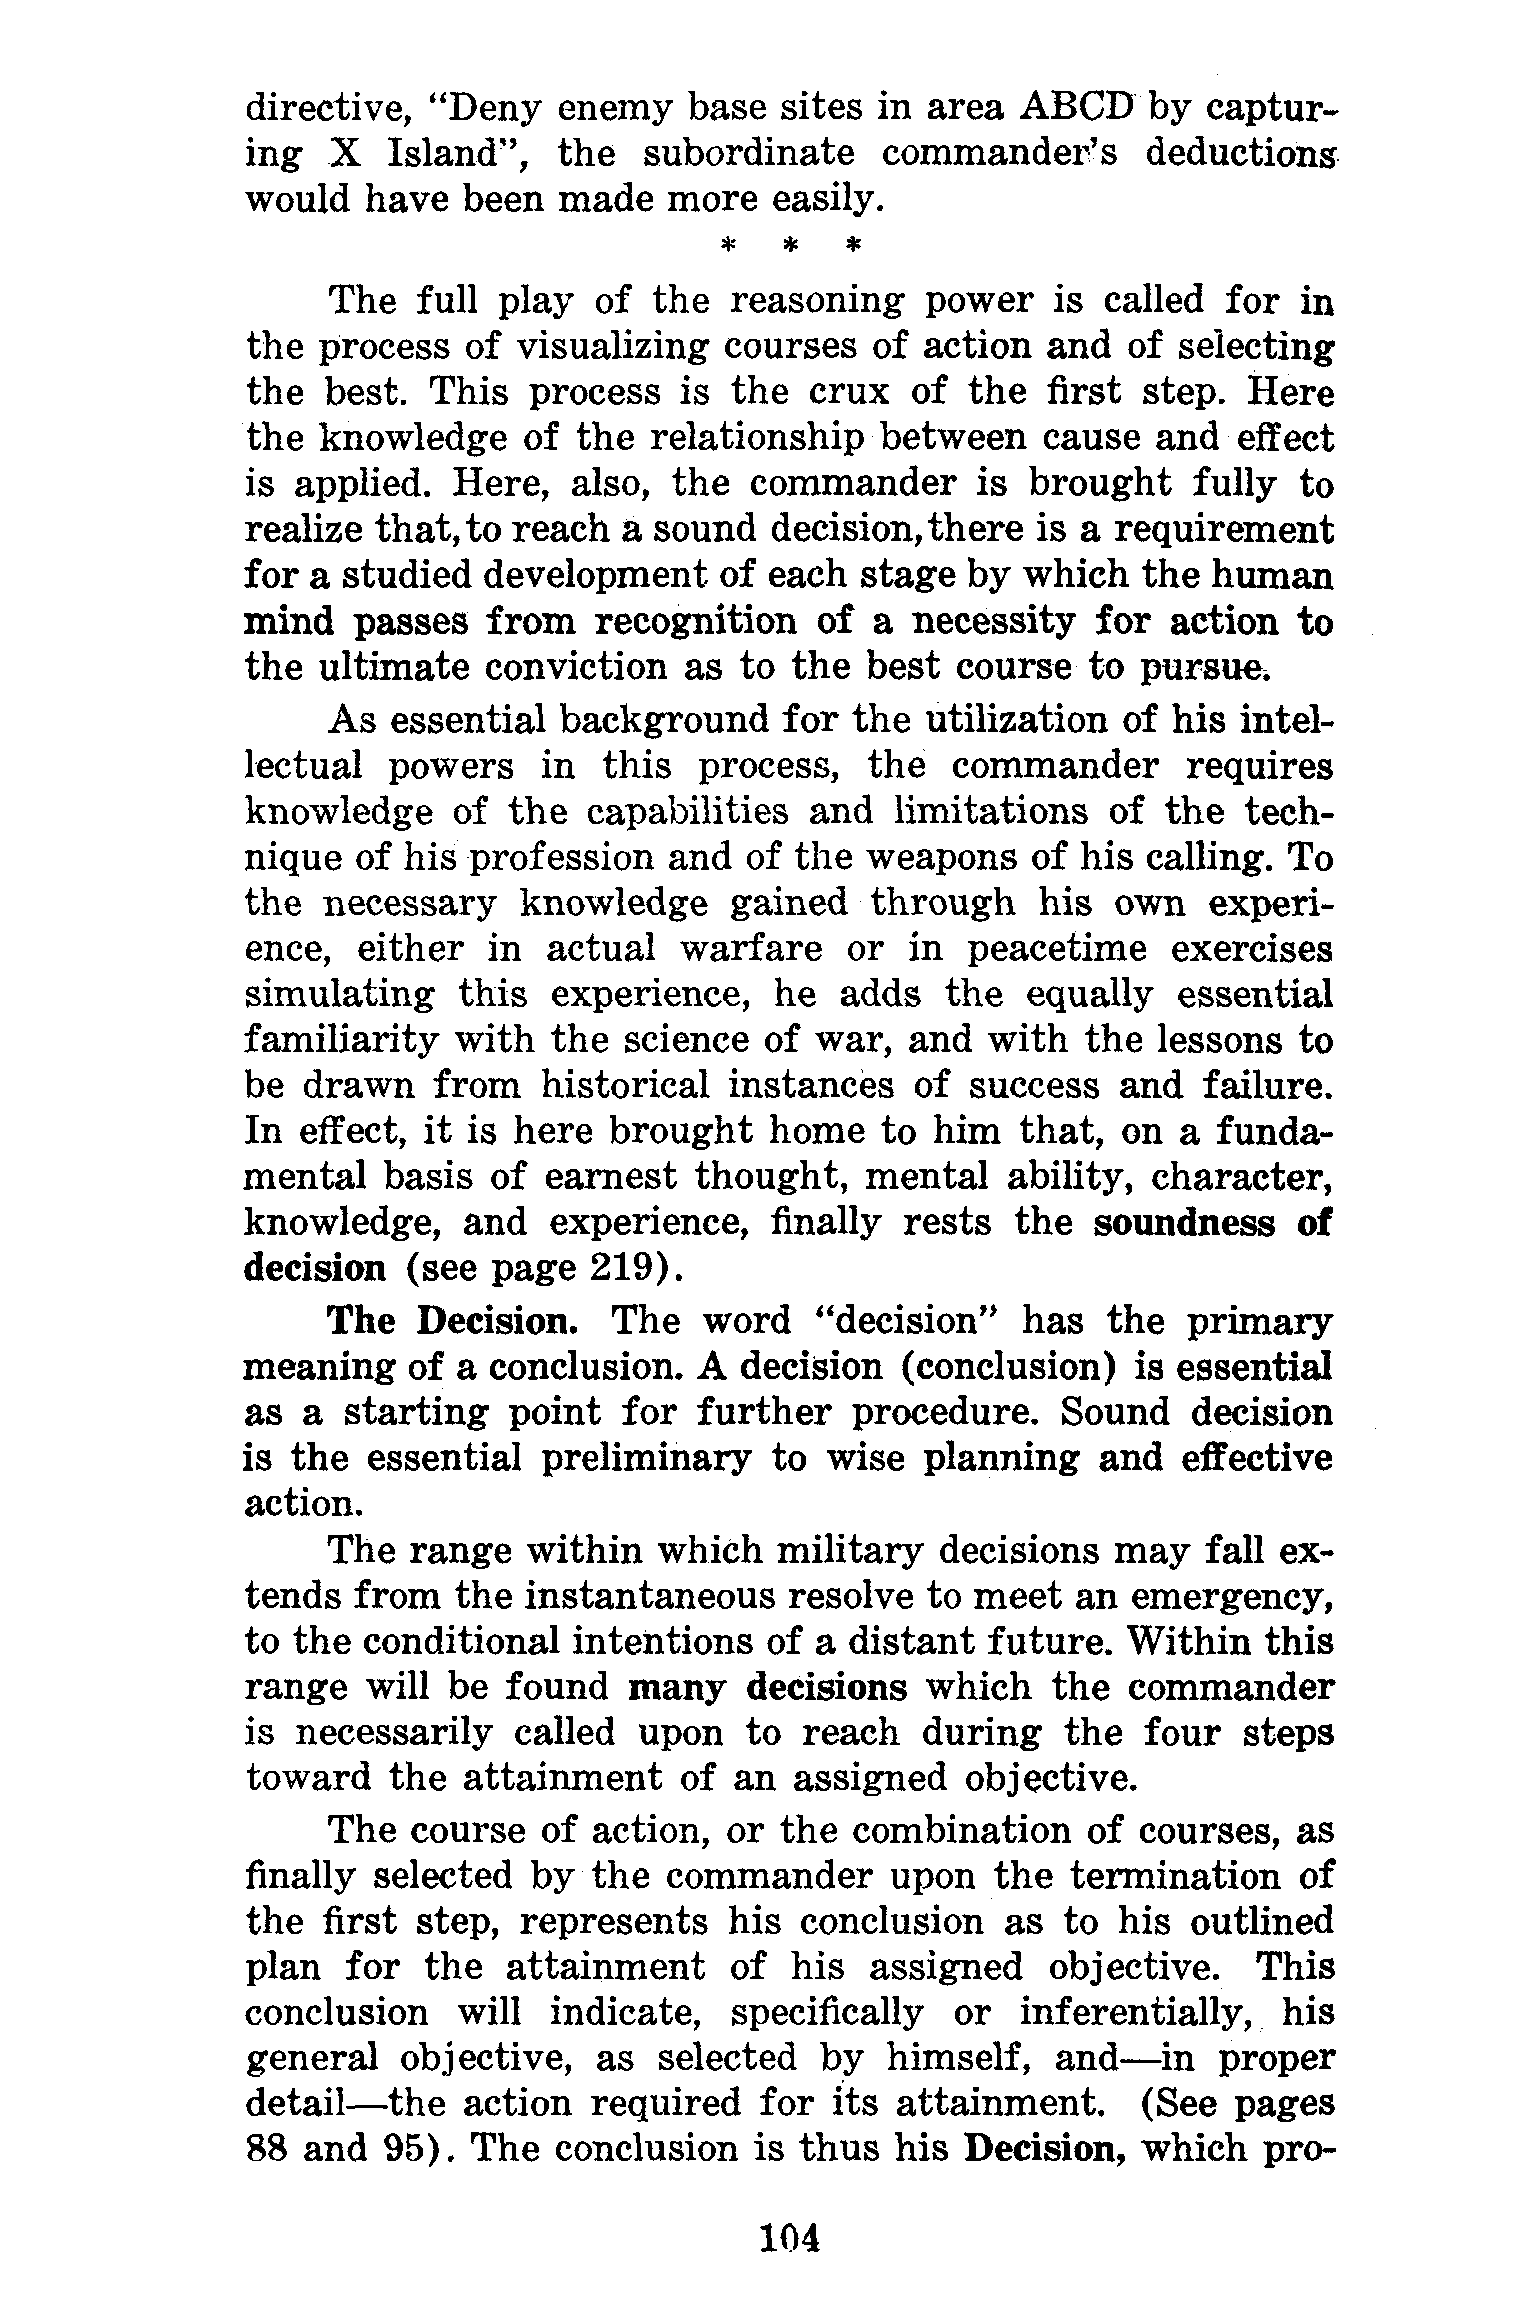 directive, “Deny enemy base sites in area ABCD by captur-
ing X Island”, the subordinate commander’s deductions
would have been made more easily.
* * *
The full play of the reasoning power is called for in
the process of visualizing courses of action and of selecting
the best. This process is the crux of the first step. Here
the knowledge of the relationship between cause and effect
is applied. Here, also, the commander is brought fully to
realize that, to reach a sound decision, there is a requirement
for a studied development of each stage by which the human
mind passes from recognition of a necessity for action to
the ultimate conviction as to the best course to pursue.
As essential background for the utilization of his intel-
lectual powers in this process, the commander requires
knowledge of the capabilities and limitations of the tech-
nique of his profession and of the weapons of his calling. To
the necessary knowledge gained through his own experi-
ence, either in actual warfare or in peacetime exercises
simulating this experience, he adds the equally essential
familiarity with the science of war, and with the lessons to
be drawn from historical instances of success and failure.
In effect, it is here brought home to him that, on a funda-
mental basis of earnest thought, mental ability, character,
knowledge, and experience, finally rests the soundness of
decision (see page 219).
The Decision. The word “decision” has the primary
meaning of a conclusion. A decision (conclusion) is essential
as a starting point for further procedure. Sound decision
is the essential preliminary to wise planning and effective
action.
The range within which military decisions may fall ex-
tends from the instantaneous resolve to meet an emergency,
to the conditional intentions of a distant future. Within this
range will be found many decisions which the commander
is necessarily called upon to reach during the four steps
toward the attainment of an assigned objective.
The course of action, or the combination of courses, as
finally selected by the commander upon the termination of
the first step, represents his conclusion as to his outlined
plan for the attainment of his assigned objective. This
conclusion will indicate, specifically or inferentially, his
general objective, as selected by himself, and—in proper
detail—the action required for its attainment. (See pages
88 and 95). The conclusion is thus his Decision, which pro-
104